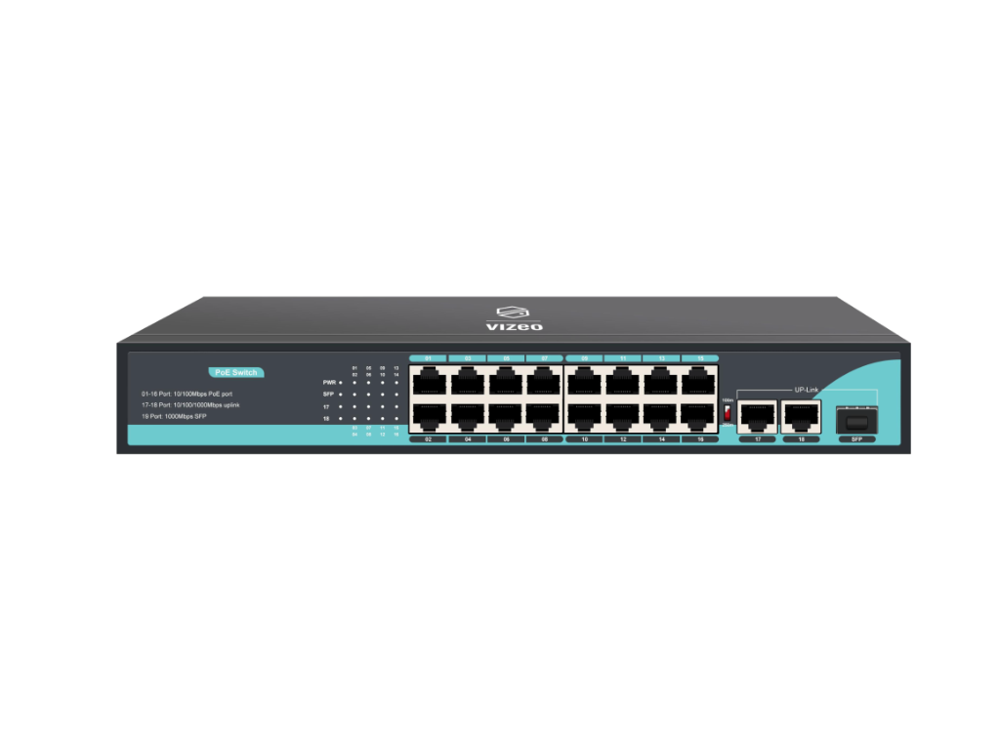 vizeo
PoE Switch
01-16 Port: 10/100Mbps PoE port
17-18 Port: 10/100/1000Mbps uplink
19 Port: 1000Mbps SFP
01 05 09 13
02 06 10 14
PWR
SFP
17
18
03 07 11 15
04 08 12 16
01 03 05 07 09 11 13 15
02 04 06 08 10 12 14 16
UP-Link
17 18 SFP